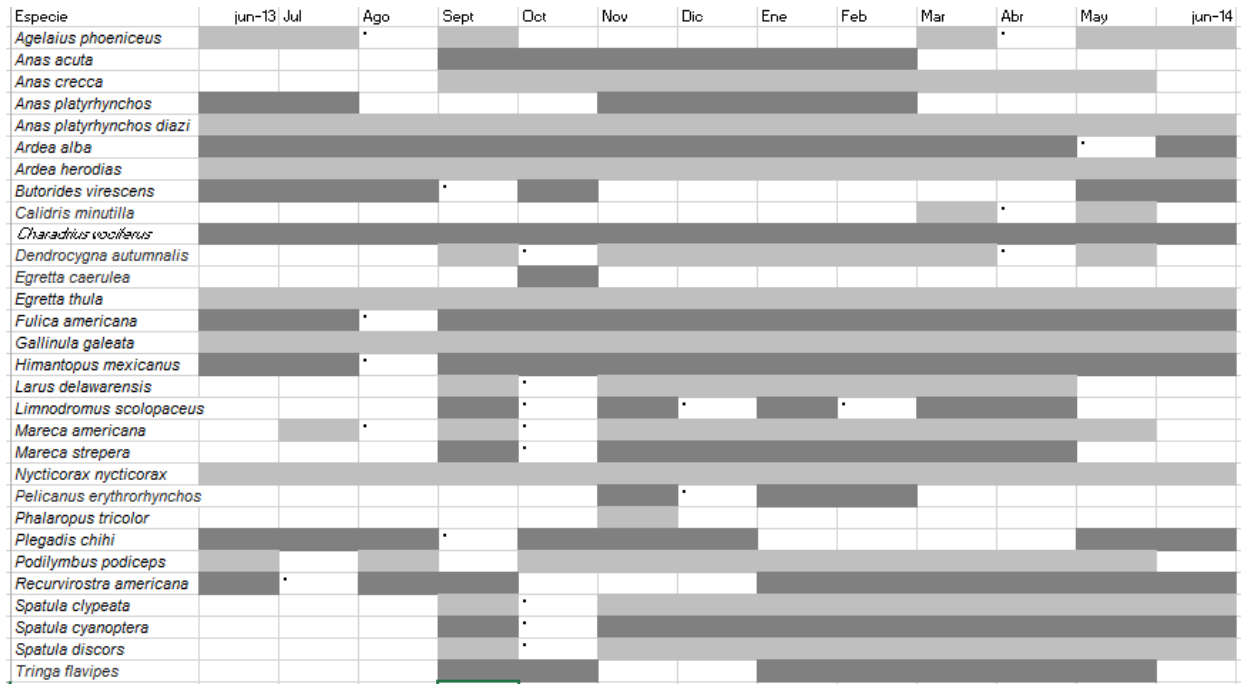 Especie jun-13 Jul Ago Sept Oct Nov Dic Ene Feb Mar Abr May jun-14
Agelaius phoeniceus
Anas acuta
Anas crecca
Anas platyrhynchos
Anas platyrhynchos diazi
Ardea alba
Ardea herodias
Butorides virescens
Calidris minutilla
Charadrius vociferus
Dendrocygna autumnalis
Egretta caerulea
Egretta thula
Fulica americana
Gallinula galeata
Himantopus mexicanus
Larus delawarensis
Limnodromus scolopaceus
Mareca americana
Mareca strepera
Nycticorax nycticorax
Pelicanus erythrorhynchos
Phalaropus tricolor
Plegadis chihi
Podilymbus podiceps
Recurvirostra americana
Spatula clypeata
Spatula cyanoptera
Spatula discors
Tringa flavipes